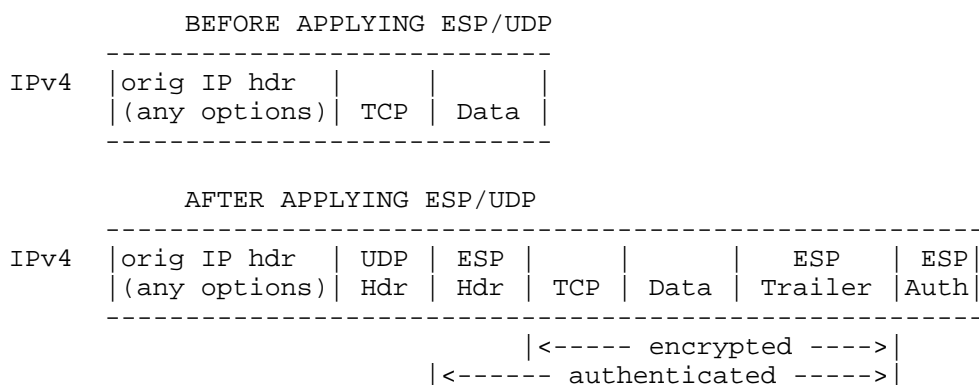 BEFORE APPLYING ESP/UDP
----------------------------
IPv4  |orig IP hdr  |     |      |
      |(any options)| TCP | Data |
----------------------------
AFTER APPLYING ESP/UDP
-------------------------------------------------------
IPv4  |orig IP hdr  | UDP | ESP |     |      |   ESP   | ESP|
      |(any options)| Hdr | Hdr | TCP | Data | Trailer |Auth|
-------------------------------------------------------
|<----- encrypted ---->|
|<------ authenticated ----->|